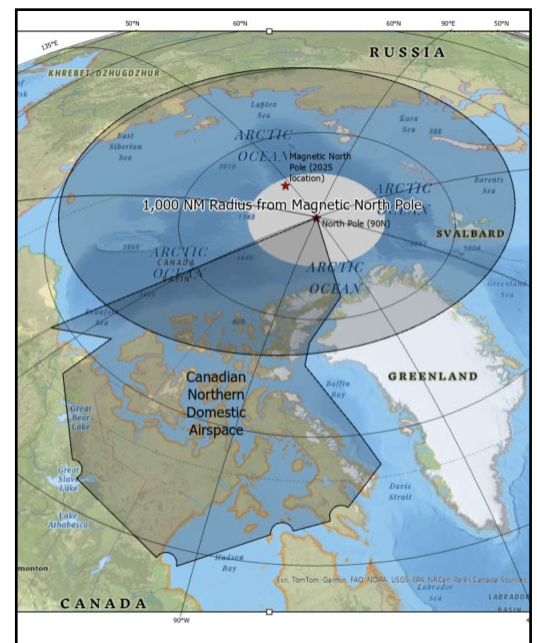 50°N
60°N
60°N
90°E
50°N
135°E
RUSSIA
KHREBET DZHUGDZHUR
Laptev
Sea
Kara
Sea
East
Siberian
Sea
ARCTIC
OCEAN
Magnetic North
Pole (2025
location)
Barents
Sea
ARCTIC
OCEAN
1,000 NM Radius from Magnetic North Pole
North Pole (90N)
SVALBARD
ARCTIC
OCEAN
CANADA
BASIN
ARCTIC
OCEAN
Greenland
Sea
Beaufort
Sea
Canadian
Northern
Domestic
Airspace
Baffin
Bay
GREENLAND
Great
Bear
Lake
Great
Slave
Lake
Davis
Strait
Lake
Athabasca
Hudson
Bay
monton
Esri, TomTom, Garmin, FAO, NOAA, USGS, EPA, NRCan, Parks Canada, Sources:
Labrador
Sea
LABRADOR
BASIN
CANADA
90°W